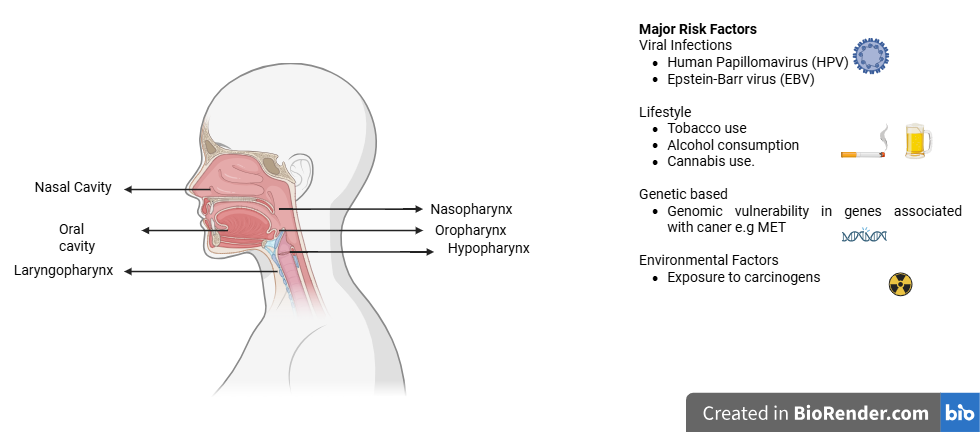 Nasal Cavity
Oral
cavity
Laryngopharynx
Nasopharynx
Oropharynx
Hypopharynx
Major Risk Factors
Viral Infections
• Human Papillomavirus (HPV)
• Epstein-Barr virus (EBV)
Lifestyle
• Tobacco use
• Alcohol consumption
• Cannabis use.
Genetic based
• Genomic vulnerability in genes associated
with caner e.g MET
Environmental Factors
• Exposure to carcinogens
Created in BioRender.com bio